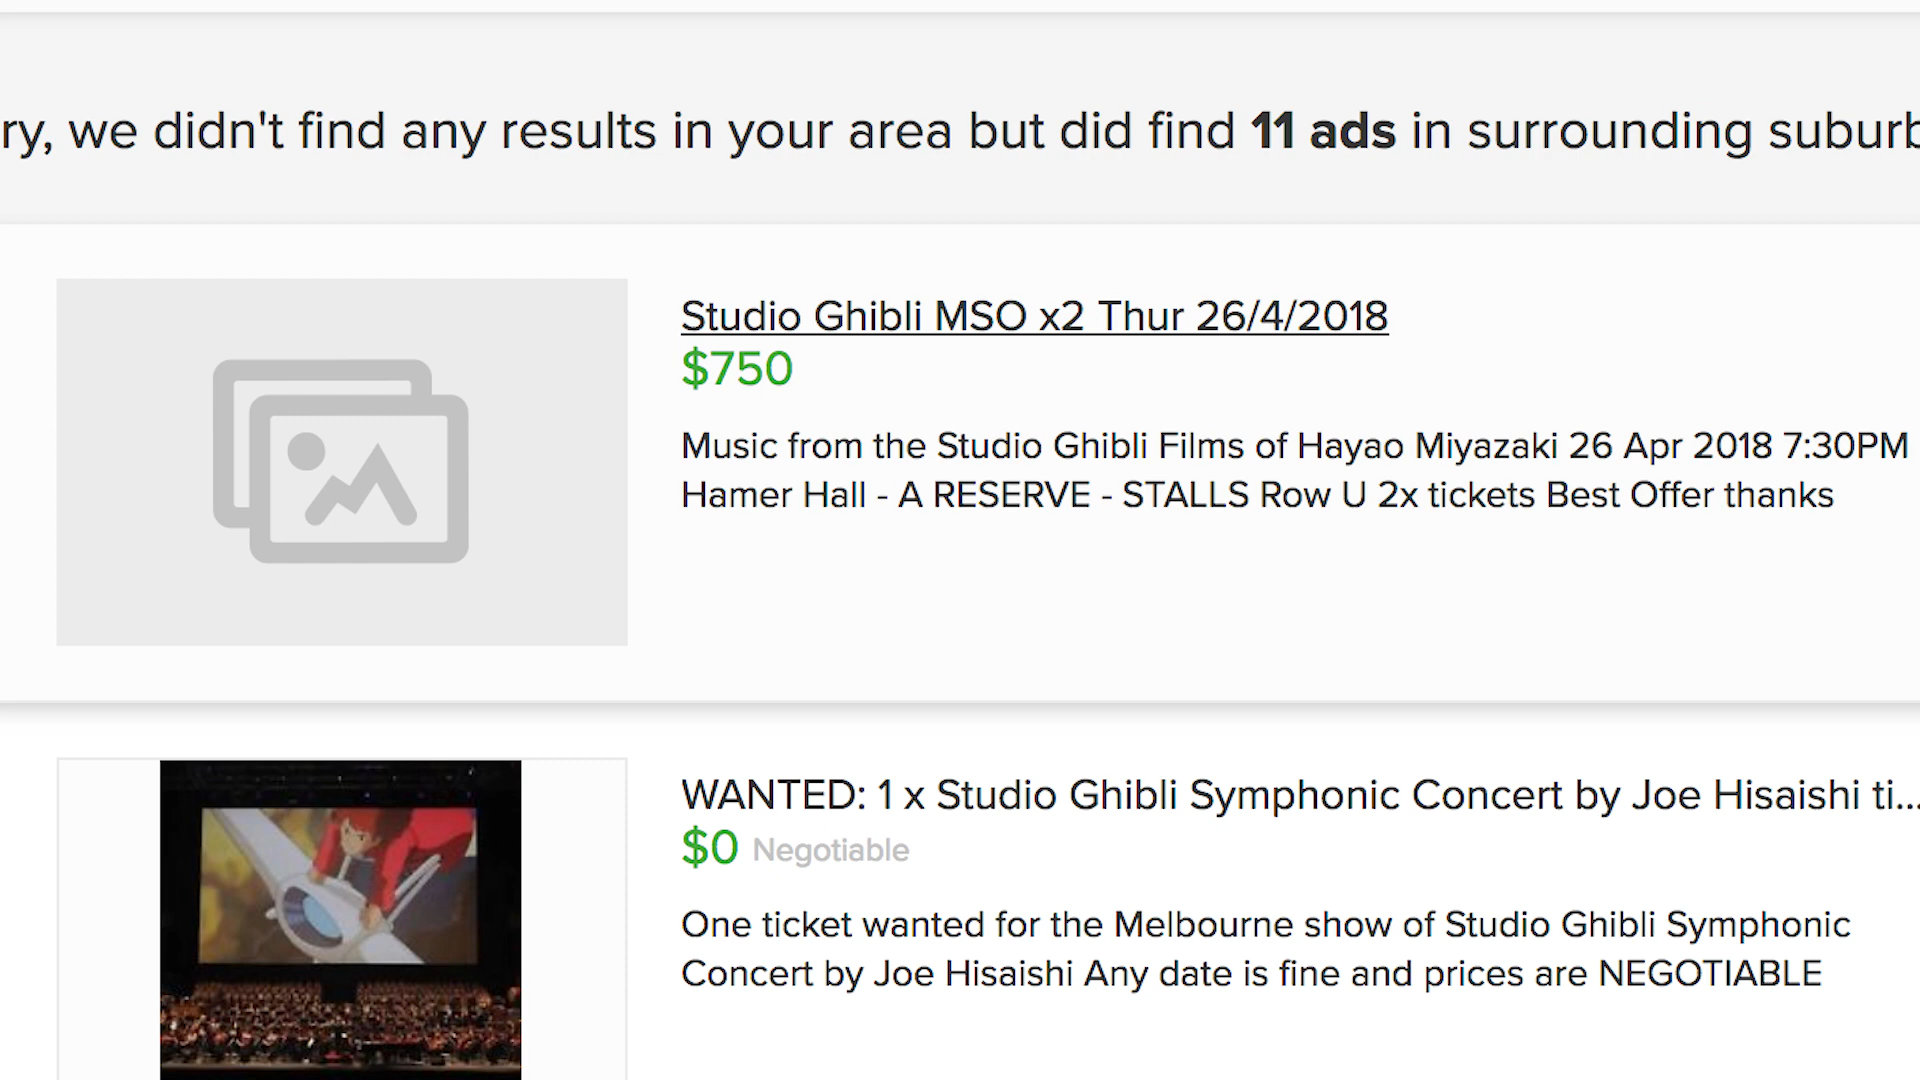 ry, we didn't find any results in your area but did find 11 ads in surrounding suburb
Studio Ghibli MSO x2 Thur 26/4/2018
$750
Music from the Studio Ghibli Films of Hayao Miyazaki 26 Apr 2018 7:30PM
Hamer Hall - A RESERVE - STALLS Row U 2x tickets Best Offer thanks
WANTED: 1 x Studio Ghibli Symphonic Concert by Joe Hisaishi ti...
$0 Negotiable
One ticket wanted for the Melbourne show of Studio Ghibli Symphonic
Concert by Joe Hisaishi Any date is fine and prices are NEGOTIABLE